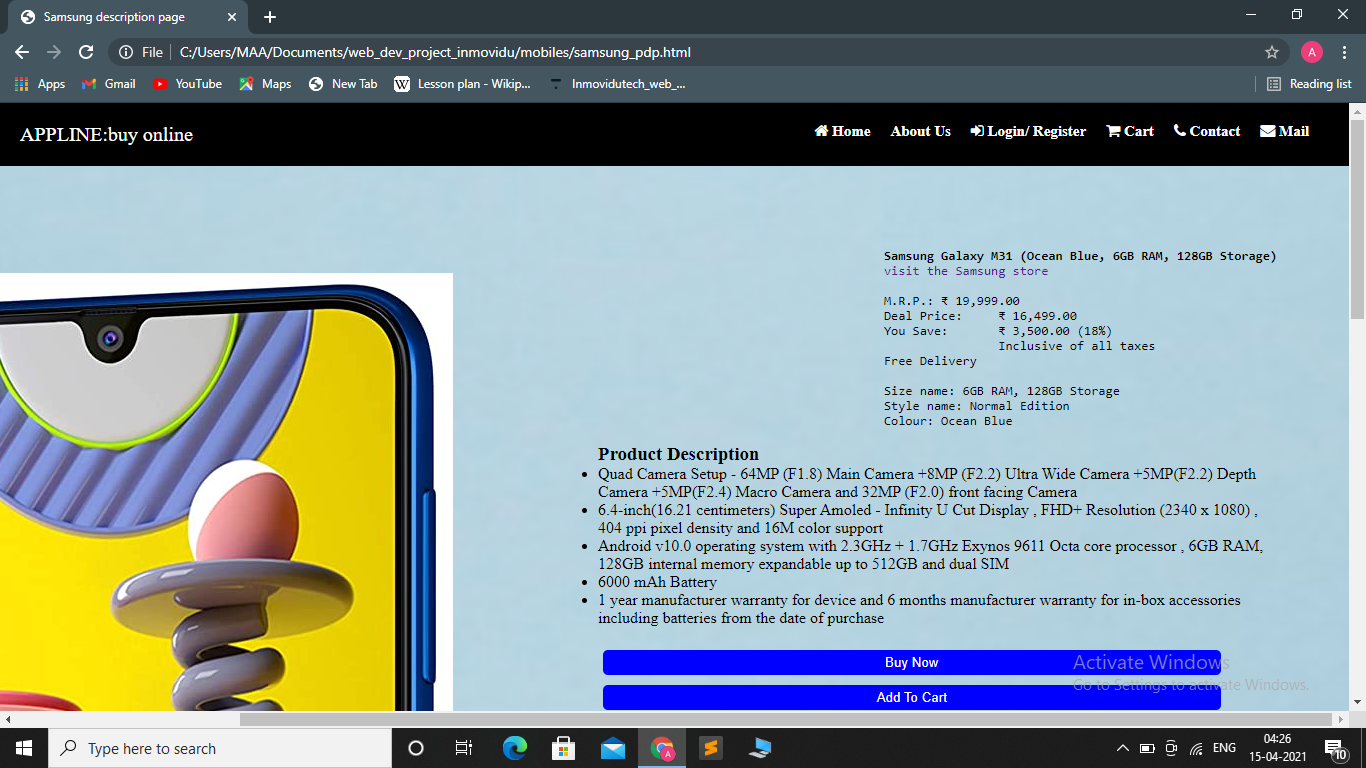 Samsung description page
File
C:/Users/MAA/Documents/web_dev_project_inmovidu/mobiles/samsung_pdp.html
A
Apps
Gmail
YouTube
Maps
New Tab
W
Lesson plan - Wikip...
Inmovidutech_web_...
Reading list
APPLINE:buy online
Home
About Us
Login/ Register
Cart
Contact
Mail
Samsung Galaxy M31 (Ocean Blue, 6GB RAM, 128GB Storage)
visit the Samsung store
M.R.P.: ₹ 19,999.00
Deal Price: ₹ 16,499.00
You Save: ₹ 3,500.00 (18%)
Inclusive of all taxes
Free Delivery
Size name: 6GB RAM, 128GB Storage
Style name: Normal Edition
Colour: Ocean Blue
Product Description
• Quad Camera Setup - 64MP (F1.8) Main Camera +8MP (F2.2) Ultra Wide Camera +5MP(F2.2) Depth
Camera +5MP(F2.4) Macro Camera and 32MP (F2.0) front facing Camera
• 6.4-inch(16.21 centimeters) Super Amoled - Infinity U Cut Display , FHD+ Resolution (2340 x 1080) ,
404 ppi pixel density and 16M color support
• Android v10.0 operating system with 2.3GHz + 1.7GHz Exynos 9611 Octa core processor , 6GB RAM,
128GB internal memory expandable up to 512GB and dual SIM
• 6000 mAh Battery
• 1 year manufacturer warranty for device and 6 months manufacturer warranty for in-box accessories
including batteries from the date of purchase
Buy Now
Add To Cart
Activate Windows
Go to Settings to activate Windows.
Type here to search
A
ENG
04:26
15-04-2021
10